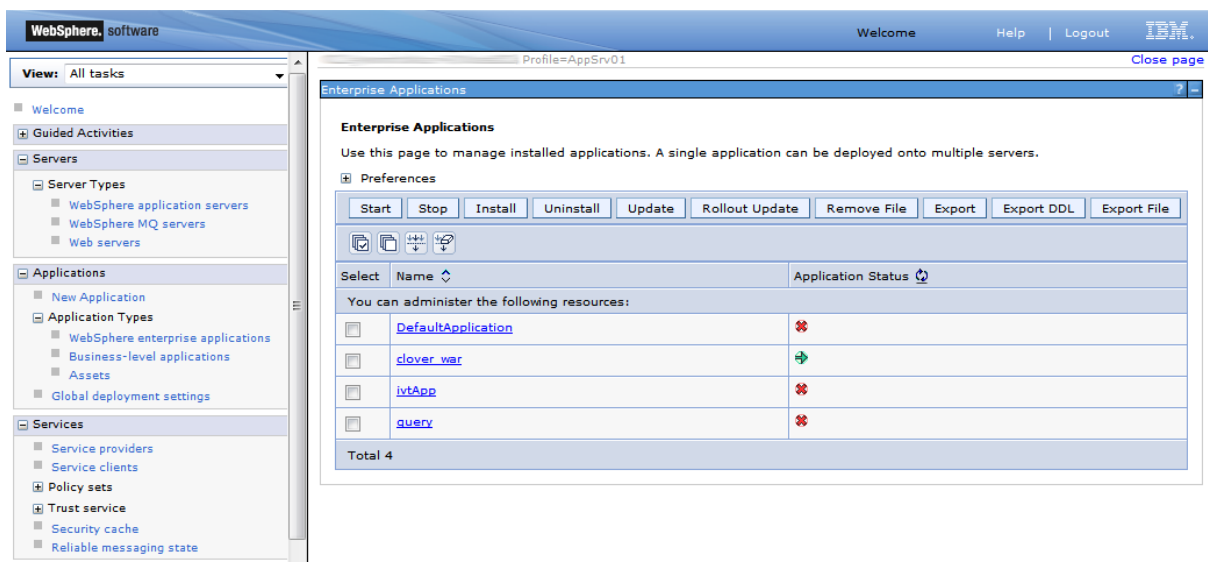 WebSphere. software
Welcome Help | Logout IBM.
View: All tasks
Profile=AppSrv01 Close page
Welcome
Guided Activities
Servers
Server Types
WebSphere application servers
WebSphere MQ servers
Web servers
Applications
New Application
Application Types
WebSphere enterprise applications
Business-level applications
Assets
Global deployment settings
Services
Service providers
Service clients
Policy sets
Trust service
Security cache
Reliable messaging state
Enterprise Applications ? -
Enterprise Applications
Use this page to manage installed applications. A single application can be deployed onto multiple servers.
Preferences
Start Stop Install Uninstall Update Rollout Update Remove File Export Export DDL Export File
Select Name Application Status
You can administer the following resources:
DefaultApplication
clover_war
ivtApp
query
Total 4